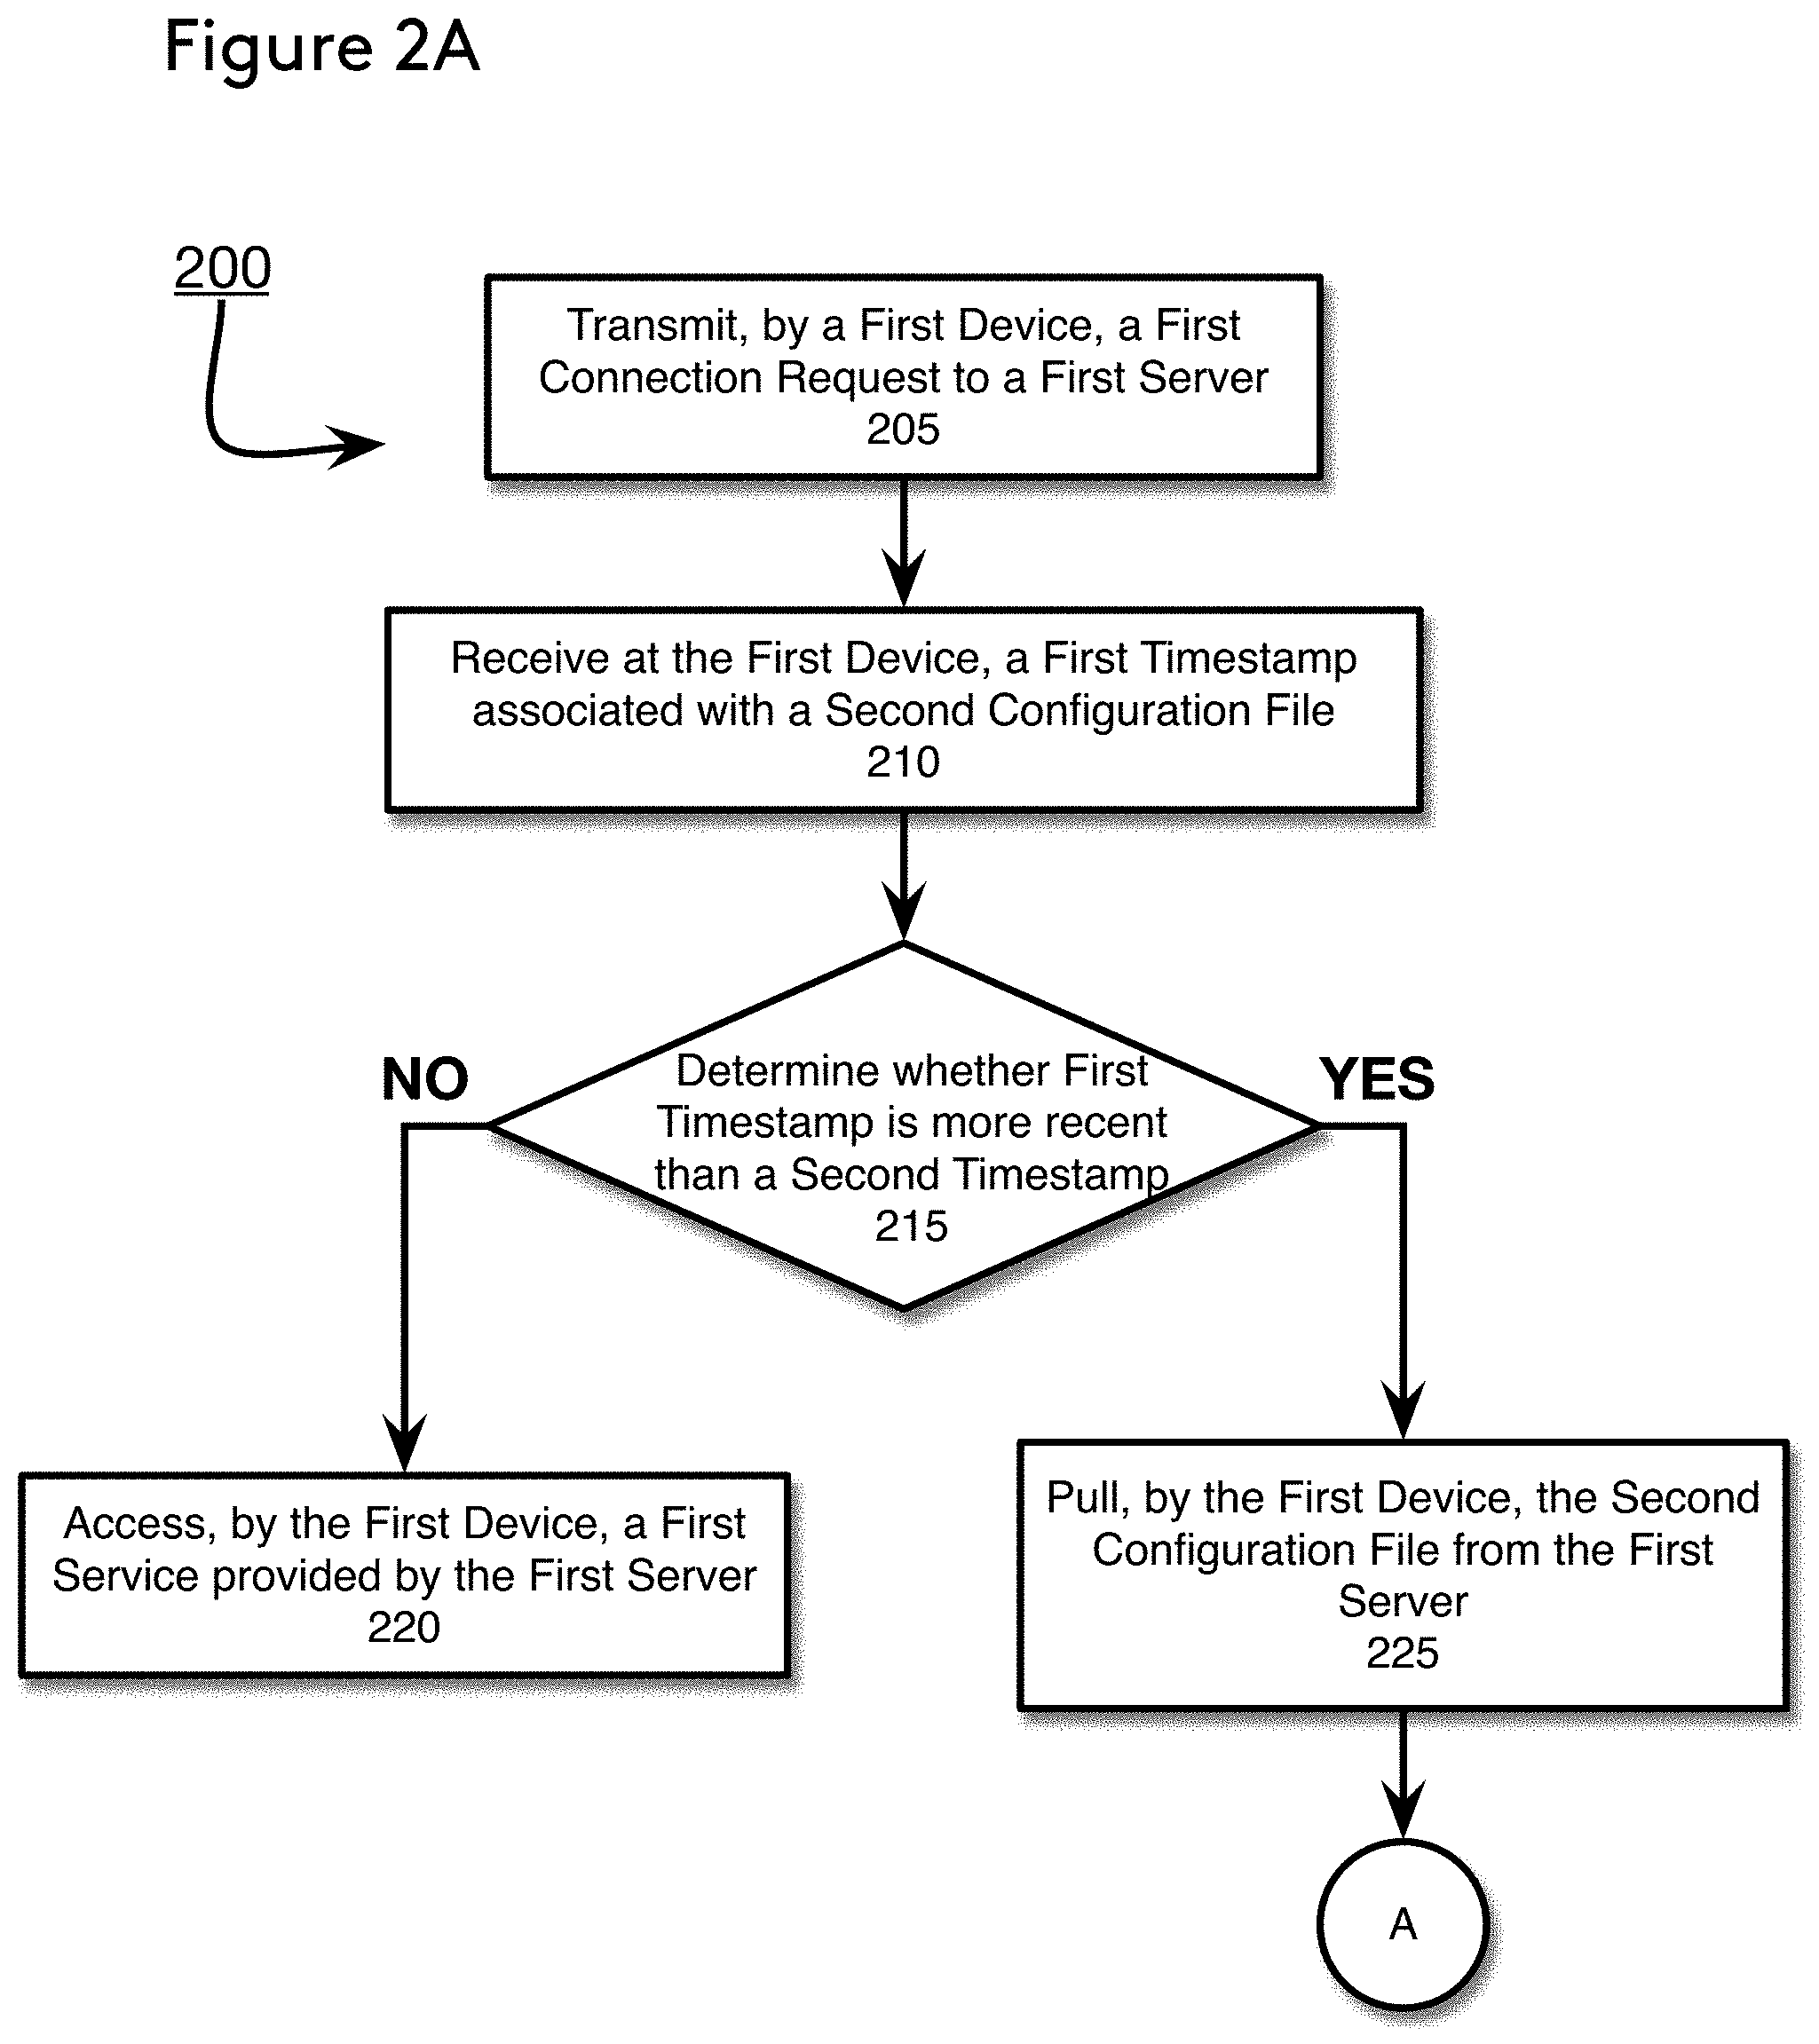 Figure 2A
200
Transmit, by a First Device, a First
Connection Request to a First Server
205
Receive at the First Device, a First Timestamp
associated with a Second Configuration File
210
NO
YES
Determine whether First
Timestamp is more recent
than a Second Timestamp
215
Access, by the First Device, a First
Service provided by the First Server
220
Pull, by the First Device, the Second
Configuration File from the First
Server
225
A